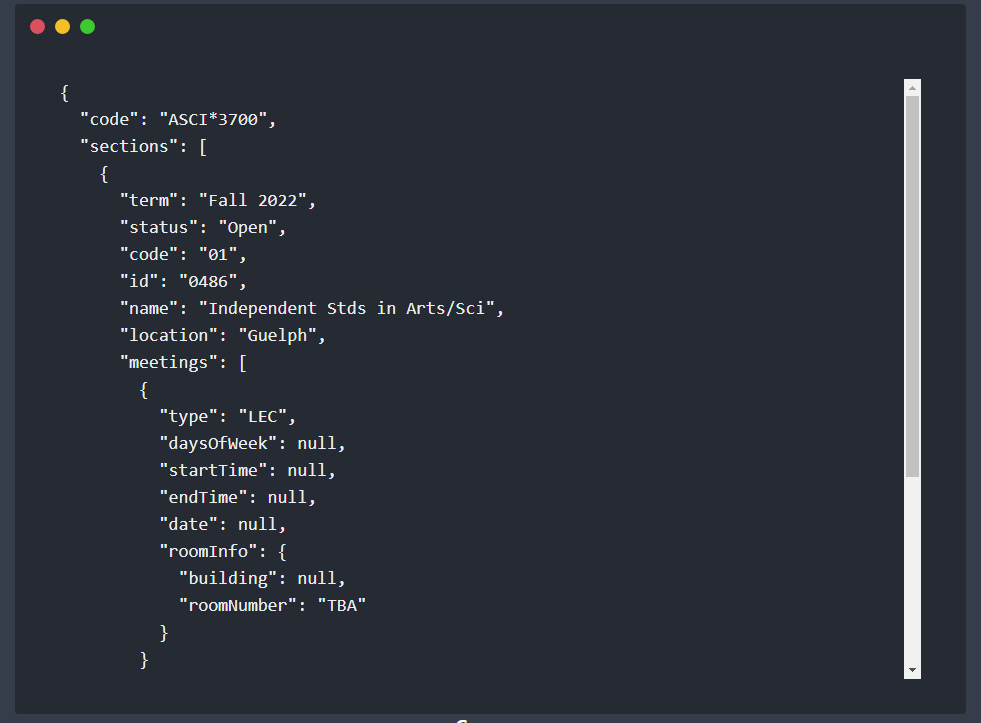 {
"code": "ASCI*3700",
"sections": [
{
"term": "Fall 2022",
"status": "Open",
"code": "01",
"id": "0486",
"name": "Independent Stds in Arts/Sci",
"location": "Guelph",
"meetings": [
{
"type": "LEC",
"daysOfWeek": null,
"startTime": null,
"endTime": null,
"date": null,
"roomInfo": {
"building": null,
"roomNumber": "TBA"
}
}